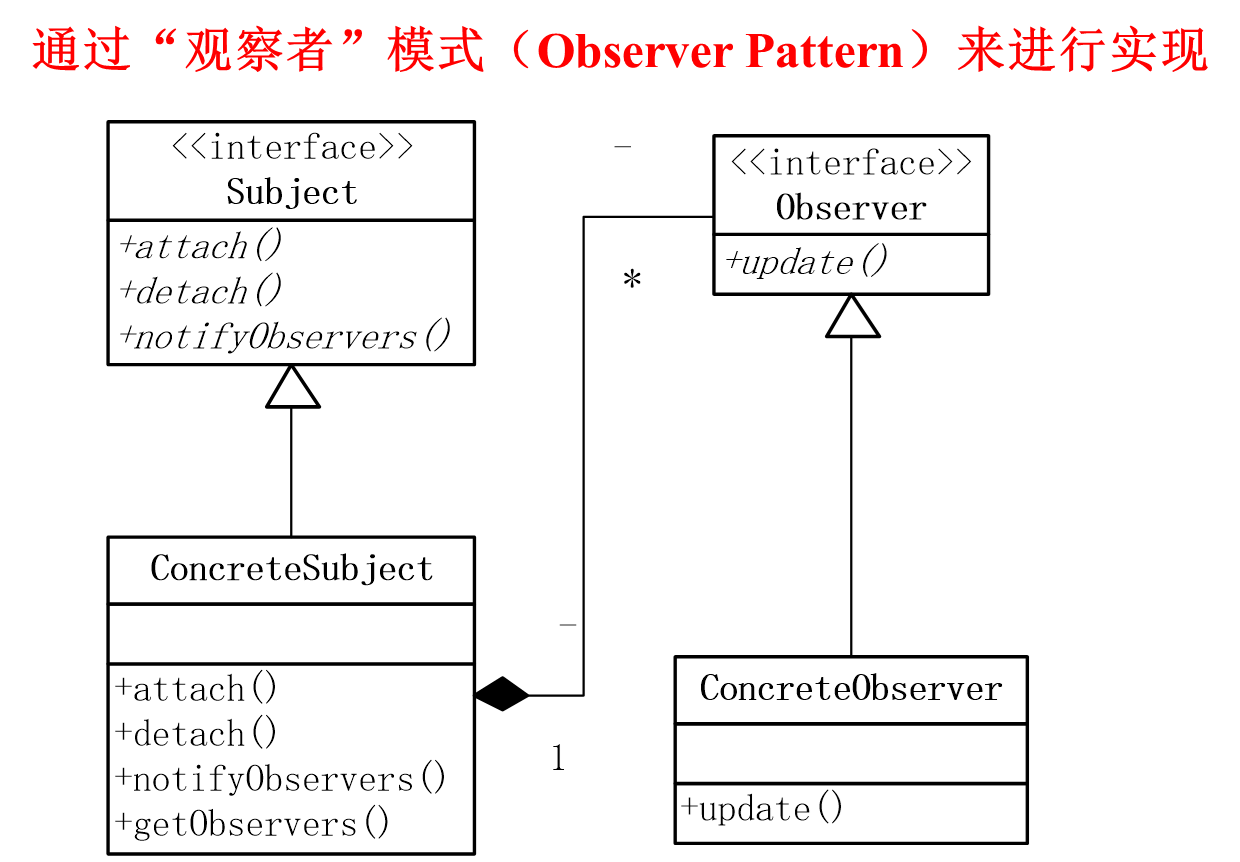 通过“观察者”模式（Observer Pattern）来进行实现
<<interface>>
Subject
+attach()
+detach()
+notifyObservers()
-
*
<<interface>>
Observer
+update()
ConcreteSubject
+attach()
+detach()
+notifyObservers()
+getObservers()
-
1
ConcreteObserver
+update()